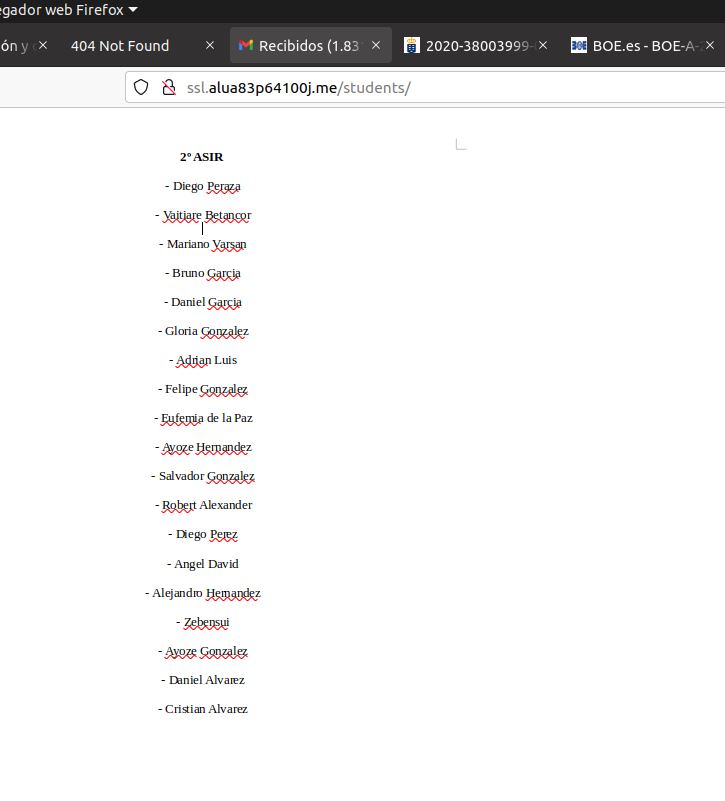 egador web Firefox
ón y
404 Not Found
Recibidos (1.83
2020-38003999-
BOE.es - BOE-A-2
ssl.alua83p64100j.me/students/
2º ASIR
- Diego Peraza
- Vaitiare Betancor
- Mariano Varsan
- Bruno Garcia
- Daniel Garcia
- Gloria Gonzalez
- Adrian Luis
- Felipe Gonzalez
- Eufemia de la Paz
- Ayoze Hernandez
- Salvador Gonzalez
- Robert Alexander
- Diego Perez
- Angel David
- Alejandro Hernandez
- Zebensui
- Ayoze Gonzalez
- Daniel Alvarez
- Cristian Alvarez